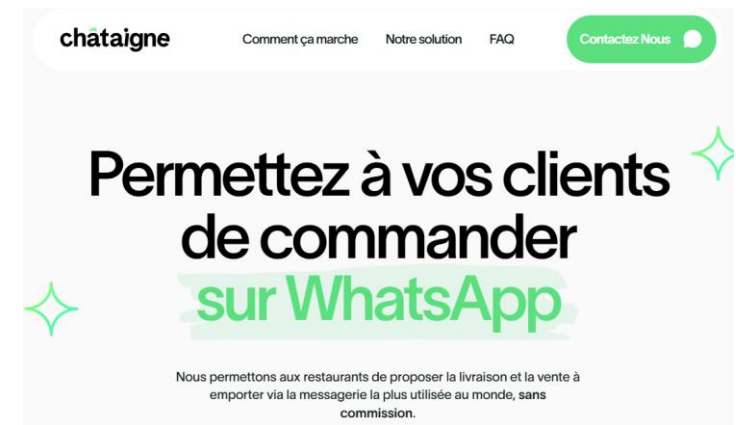 châtaigne
Comment ça marche
Notre solution
FAQ
Contactez Nous
Permettez à vos clients
de commander
sur WhatsApp
Nous permettons aux restaurants de proposer la livraison et la vente à
emporter via la messagerie la plus utilisée au monde, sans
commission.